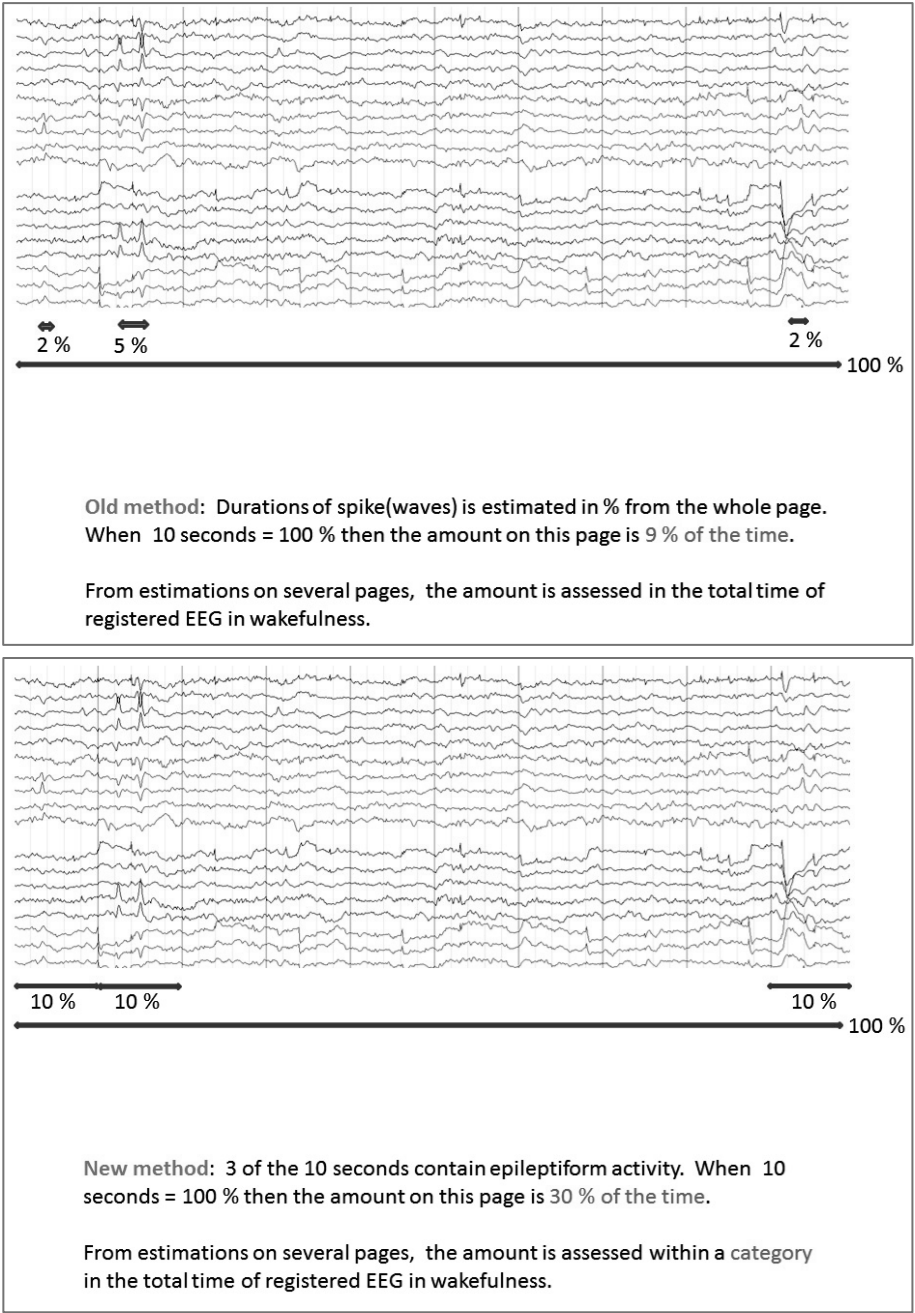 2 %
5 %
2 %
100 %
Old method: Durations of spike(waves) is estimated in % from the whole page.
When 10 seconds = 100 % then the amount on this page is 9 % of the time.
From estimations on several pages, the amount is assessed in the total time of
registered EEG in wakefulness.
10 %
10 %
10 %
100 %
New method: 3 of the 10 seconds contain epileptiform activity. When 10
seconds = 100 % then the amount on this page is 30 % of the time.
From estimations on several pages, the amount is assessed within a category
in the total time of registered EEG in wakefulness.